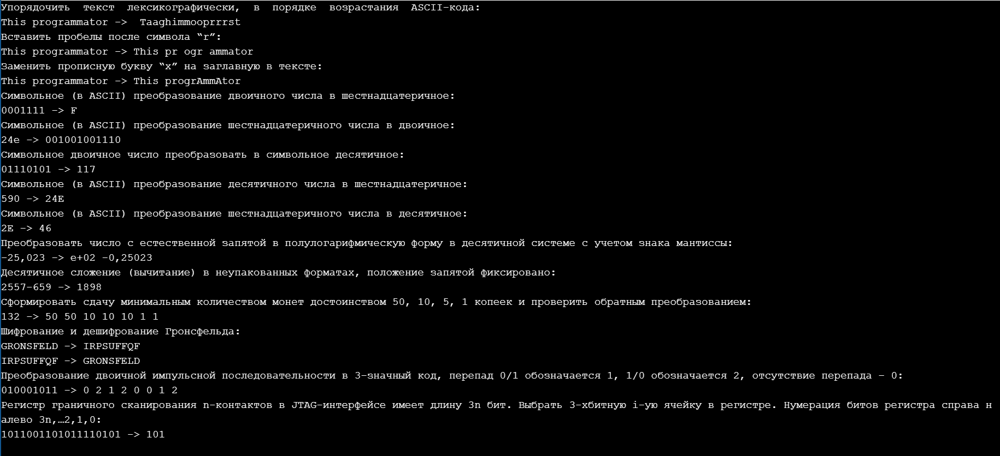 Упорядочить текст лексикографически, в порядке возрастания ASCII-кода:
This programmator -> Taaghimmooprrrst
Вставить пробелы после символа “r”:
This programmator -> This pr ogr ammator
Заменить прописную букву “x” на заглавную в тексте:
This programmator -> This progrAmmAtor
Символьное (в ASCII) преобразование двоичного числа в шестнадцатеричное:
0001111 -> F
Символьное (в ASCII) преобразование шестнадцатеричного числа в двоичное:
24e -> 001001001110
Символьное двоичное число преобразовать в символьное десятичное:
01110101 -> 117
Символьное (в ASCII) преобразование десятичного числа в шестнадцатеричное:
590 -> 24E
Символьное (в ASCII) преобразование шестнадцатеричного числа в десятичное:
2E -> 46
Преобразовать число с естественной запятой в полулогарифмическую форму в десятичной системе с учетом знака мантиссы:
-25,023 -> e+02 -0,25023
Десятичное сложение (вычитание) в неупакованных форматах, положение запятой фиксировано:
2557-659 -> 1898
Сформировать сдачу минимальным количеством монет достоинством 50, 10, 5, 1 копеек и проверить обратным преобразованием:
132 -> 50 50 10 10 10 1 1
Шифрование и дешифрование Гронсфельда:
GRONSFELD -> IRPSUFFQF
IRPSUFFQF -> GRONSFELD
Преобразование двоичной импульсной последовательности в 3-значный код, перепад 0/1 обозначается 1, 1/0 обозначается 2, отсутствие перепада - 0:
010001011 -> 0 2 1 2 0 0 1 2
Регистр граничного сканирования n-контактов в JTAG-интерфейсе имеет длину 3n бит. Выбрать 3-хбитную i-ую ячейку в регистре. Нумерация битов регистра справа н
алево 3n,…2,1,0:
1011001101011110101 -> 101